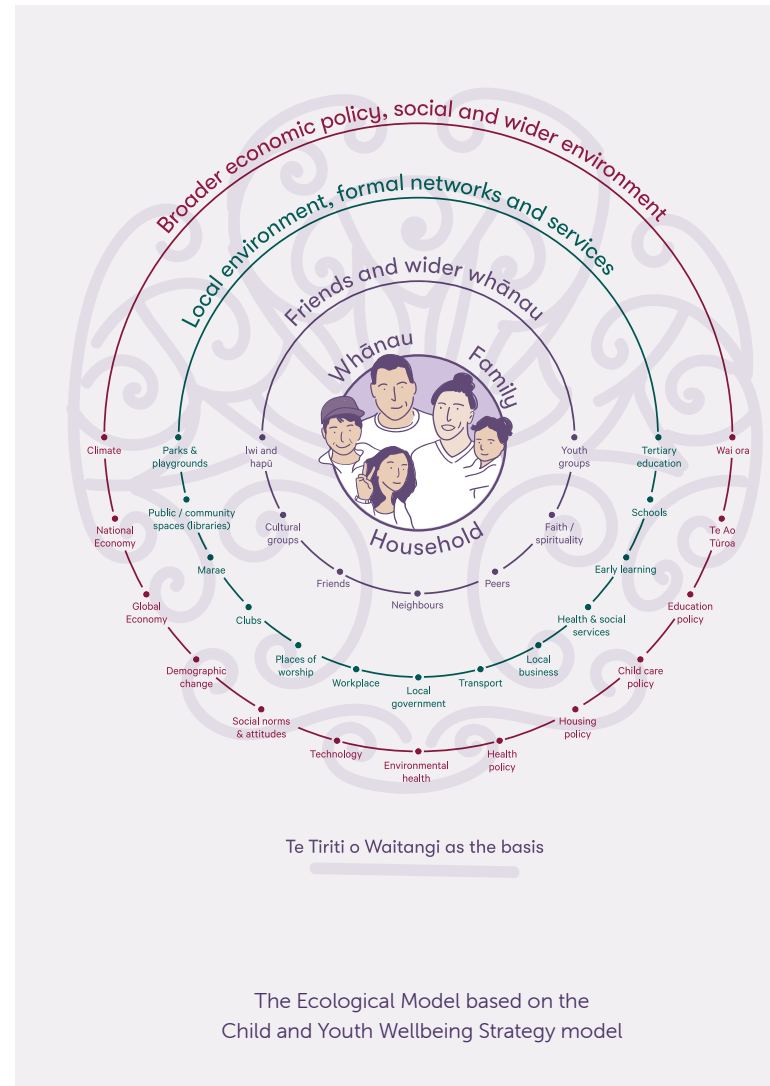 Broader economic policy, social and wider environment
Local environment, formal networks and services
Friends and wider whānau
Whānau
Family
Household
Climate
National
Economy
Global
Economy
Demographic
change
Social norms
& attitudes
Technology
Environmental
health
Health
policy
Housing
policy
Child care
policy
Education
policy
Te Ao
Tūroa
Wai ora
Parks &
playgrounds
Public / community
spaces (libraries)
Marae
Clubs
Places of
worship
Workplace
Local
government
Transport
Local
business
Health & social
services
Early learning
Schools
Tertiary
education
Iwi and
hapū
Cultural
groups
Friends
Neighbours
Peers
Faith /
spirituality
Youth
groups
Te Tiriti o Waitangi as the basis
The Ecological Model based on the
Child and Youth Wellbeing Strategy model